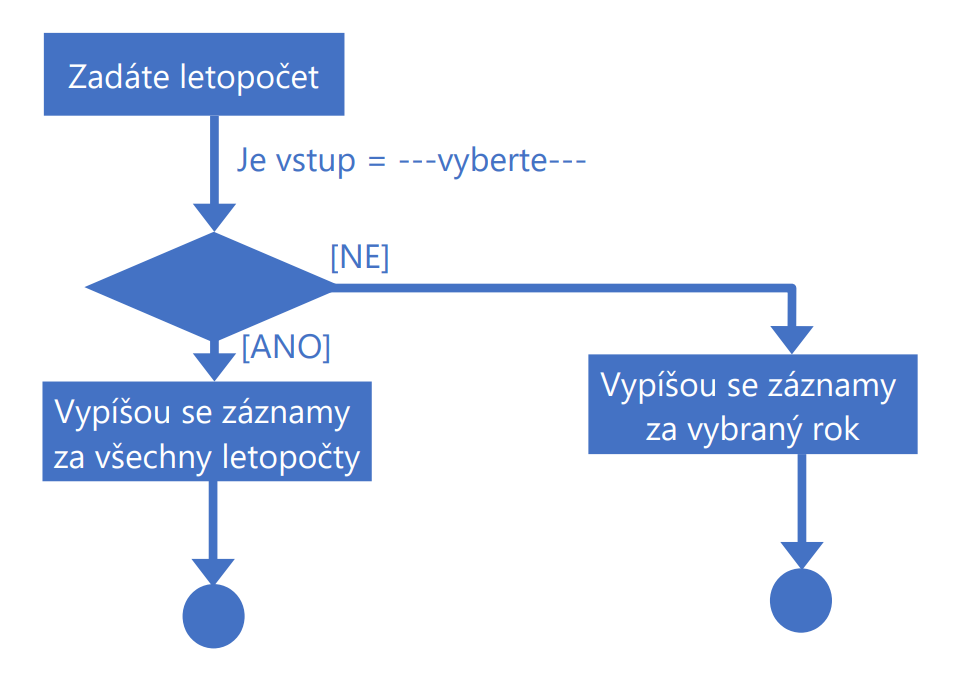 Zadáte letopočet
Je vstup = ---vyberte---
[NE]
[ANO]
Vypíšou se záznamy
za všechny letopočty
Vypíšou se záznamy
za vybraný rok